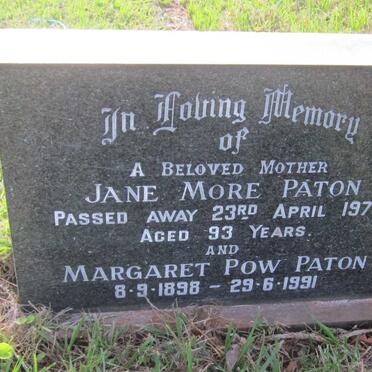 In Loving Memory
of
A BELOVED MOTHER
JANE MORE PATON
PASSED AWAY 23RD APRIL 197
AGED 93 YEARS.
AND
MARGARET POW PATON
8-9-1898 - 29-6-1991